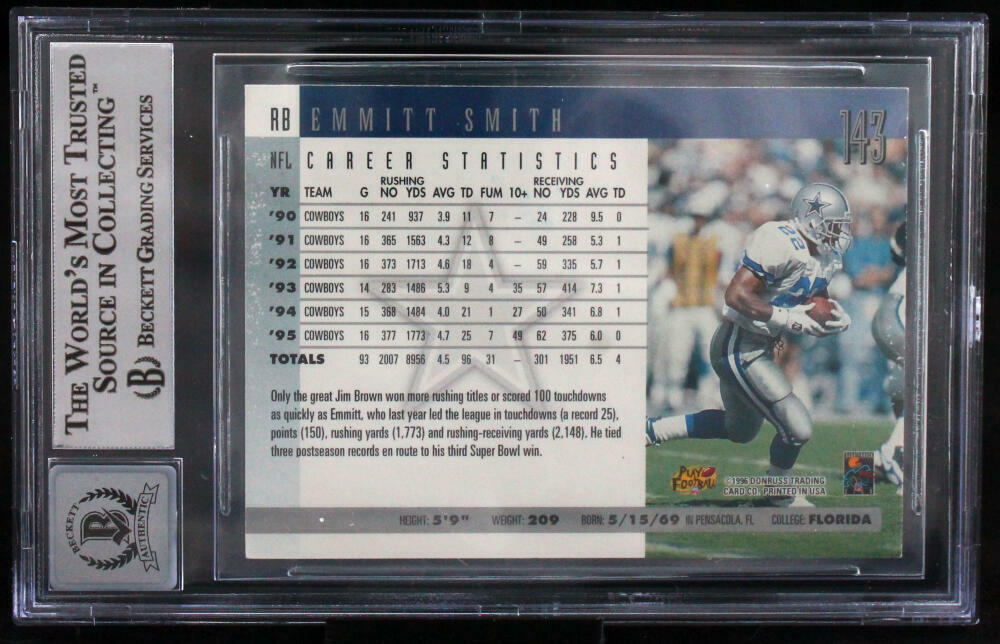 THE WORLD'S MOST TRUSTED
SOURCE IN COLLECTING™
B BECKETT GRADING SERVICES
BECKETT
AUTHENTIC
RB EMMITT SMITH 143
NFL CAREER STATISTICS
RUSHING RECEIVING
YR TEAM G NO YDS AVG TD FUM 10+ NO YDS AVG TD
'90 COWBOYS 16 241 937 3.9 11 7 – 24 228 9.5 0
'91 COWBOYS 16 365 1563 4.3 12 8 – 49 258 5.3 1
'92 COWBOYS 16 373 1713 4.6 18 4 – 59 335 5.7 1
'93 COWBOYS 14 283 1486 5.3 9 4 35 57 414 7.3 1
'94 COWBOYS 15 368 1484 4.0 21 1 27 50 341 6.8 1
'95 COWBOYS 16 377 1773 4.7 25 7 49 62 375 6.0 0
TOTALS 93 2007 8956 4.5 96 31 – 301 1951 6.5 4
Only the great Jim Brown won more rushing titles or scored 100 touchdowns
as quickly as Emmitt, who last year led the league in touchdowns (a record 25),
points (150), rushing yards (1,773) and rushing-receiving yards (2,148). He tied
three postseason records en route to his third Super Bowl win.
22
22
PLAY
FOOTBALL
©1996 DONRUSS TRADING
CARD CO. PRINTED IN USA
HEIGHT: 5'9" WEIGHT: 209 BORN: 5/15/69 IN PENSACOLA, FL COLLEGE: FLORIDA